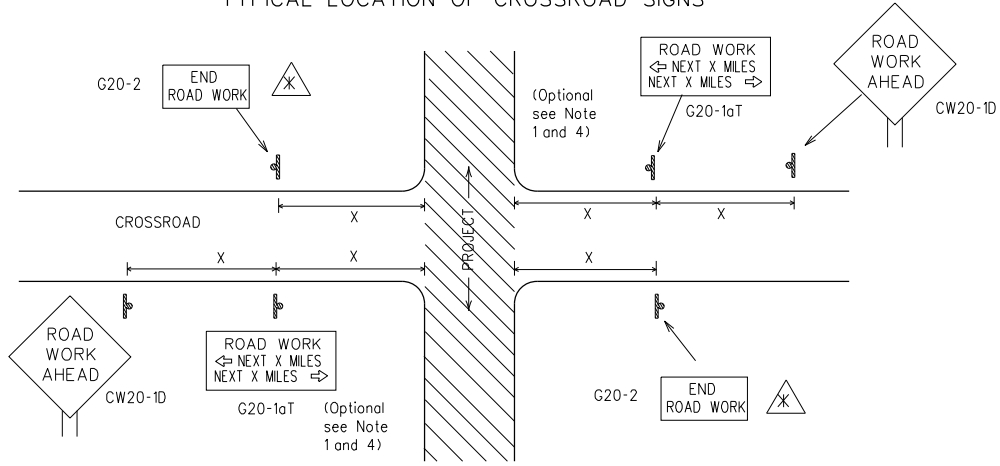 TYPICAL LOCATION OF CROSSROAD SIGNS
G20-2
END
ROAD WORK
(Optional
see Note
1 and 4)
ROAD WORK
⇦ NEXT X MILES
NEXT X MILES ⇨
G20-1aT
ROAD
WORK
AHEAD
CW20-1D
X
X
X
CROSSROAD
PROJECT
X
X
X
ROAD
WORK
AHEAD
CW20-1D
ROAD WORK
⇦ NEXT X MILES
NEXT X MILES ⇨
G20-1aT
(Optional
see Note
1 and 4)
G20-2
END
ROAD WORK